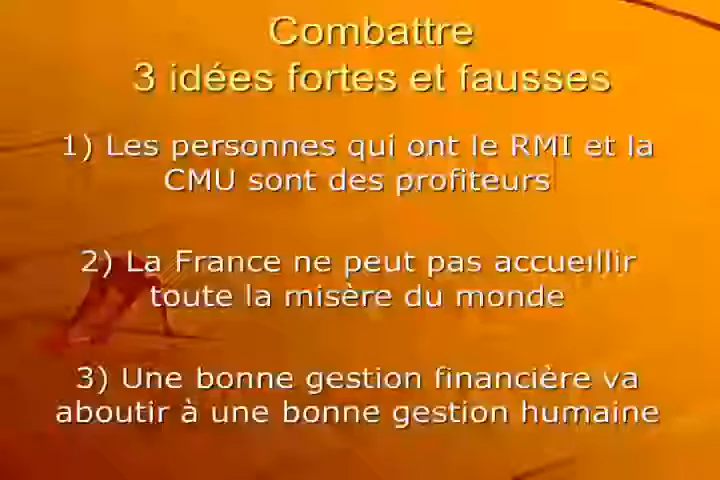 Combattre
3 idées fortes et fausses
1) Les personnes qui ont le RMI et la
CMU sont des profiteurs
2) La France ne peut pas accueillir
toute la misère du monde
3) Une bonne gestion financière va
aboutir à une bonne gestion humaine